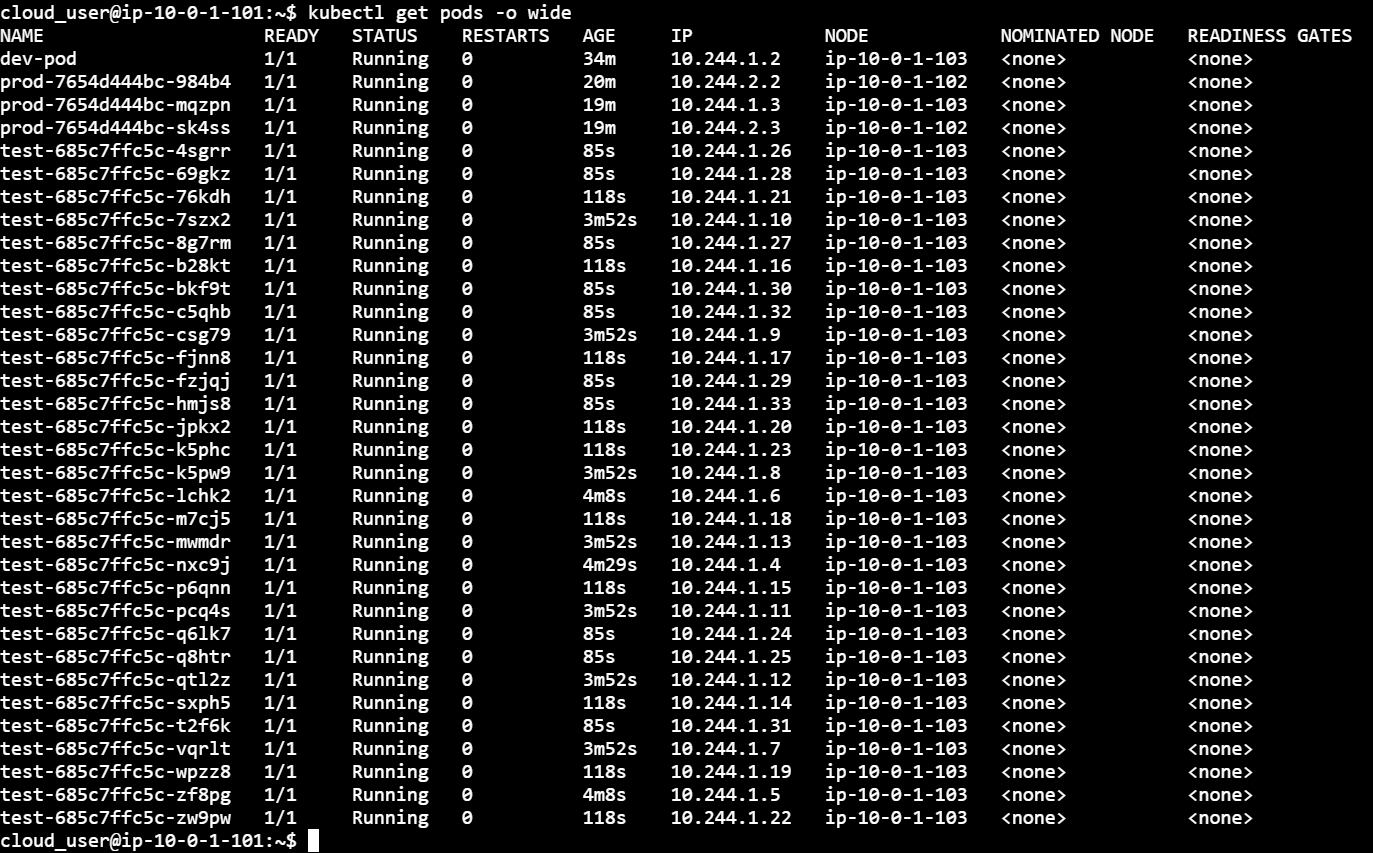 cloud_user@ip-10-0-1-101:~$ kubectl get pods -o wide
NAME                    READY   STATUS    RESTARTS   AGE     IP            NODE            NOMINATED NODE   READINESS GATES
dev-pod                 1/1     Running   0          34m     10.244.1.2    ip-10-0-1-103   <none>           <none>
prod-7654d444bc-984b4   1/1     Running   0          20m     10.244.2.2    ip-10-0-1-102   <none>           <none>
prod-7654d444bc-mqzpn   1/1     Running   0          19m     10.244.1.3    ip-10-0-1-103   <none>           <none>
prod-7654d444bc-sk4ss   1/1     Running   0          19m     10.244.2.3    ip-10-0-1-102   <none>           <none>
test-685c7ffc5c-4sgrr   1/1     Running   0          85s     10.244.1.26   ip-10-0-1-103   <none>           <none>
test-685c7ffc5c-69gkz   1/1     Running   0          85s     10.244.1.28   ip-10-0-1-103   <none>           <none>
test-685c7ffc5c-76kdh   1/1     Running   0          118s    10.244.1.21   ip-10-0-1-103   <none>           <none>
test-685c7ffc5c-7szx2   1/1     Running   0          3m52s   10.244.1.10   ip-10-0-1-103   <none>           <none>
test-685c7ffc5c-8g7rm   1/1     Running   0          85s     10.244.1.27   ip-10-0-1-103   <none>           <none>
test-685c7ffc5c-b28kt   1/1     Running   0          118s    10.244.1.16   ip-10-0-1-103   <none>           <none>
test-685c7ffc5c-bkf9t   1/1     Running   0          85s     10.244.1.30   ip-10-0-1-103   <none>           <none>
test-685c7ffc5c-c5qhb   1/1     Running   0          85s     10.244.1.32   ip-10-0-1-103   <none>           <none>
test-685c7ffc5c-csg79   1/1     Running   0          3m52s   10.244.1.9    ip-10-0-1-103   <none>           <none>
test-685c7ffc5c-fjnn8   1/1     Running   0          118s    10.244.1.17   ip-10-0-1-103   <none>           <none>
test-685c7ffc5c-fzjqj   1/1     Running   0          85s     10.244.1.29   ip-10-0-1-103   <none>           <none>
test-685c7ffc5c-hmjs8   1/1     Running   0          85s     10.244.1.33   ip-10-0-1-103   <none>           <none>
test-685c7ffc5c-jpkx2   1/1     Running   0          118s    10.244.1.20   ip-10-0-1-103   <none>           <none>
test-685c7ffc5c-k5phc   1/1     Running   0          118s    10.244.1.23   ip-10-0-1-103   <none>           <none>
test-685c7ffc5c-k5pw9   1/1     Running   0          3m52s   10.244.1.8    ip-10-0-1-103   <none>           <none>
test-685c7ffc5c-lchk2   1/1     Running   0          4m8s    10.244.1.6    ip-10-0-1-103   <none>           <none>
test-685c7ffc5c-m7cj5   1/1     Running   0          118s    10.244.1.18   ip-10-0-1-103   <none>           <none>
test-685c7ffc5c-mwmdr   1/1     Running   0          3m52s   10.244.1.13   ip-10-0-1-103   <none>           <none>
test-685c7ffc5c-nxc9j   1/1     Running   0          4m29s   10.244.1.4    ip-10-0-1-103   <none>           <none>
test-685c7ffc5c-p6qnn   1/1     Running   0          118s    10.244.1.15   ip-10-0-1-103   <none>           <none>
test-685c7ffc5c-pcq4s   1/1     Running   0          3m52s   10.244.1.11   ip-10-0-1-103   <none>           <none>
test-685c7ffc5c-q6lk7   1/1     Running   0          85s     10.244.1.24   ip-10-0-1-103   <none>           <none>
test-685c7ffc5c-q8htr   1/1     Running   0          85s     10.244.1.25   ip-10-0-1-103   <none>           <none>
test-685c7ffc5c-qtl2z   1/1     Running   0          3m52s   10.244.1.12   ip-10-0-1-103   <none>           <none>
test-685c7ffc5c-sxph5   1/1     Running   0          118s    10.244.1.14   ip-10-0-1-103   <none>           <none>
test-685c7ffc5c-t2f6k   1/1     Running   0          85s     10.244.1.31   ip-10-0-1-103   <none>           <none>
test-685c7ffc5c-vqrlt   1/1     Running   0          3m52s   10.244.1.7    ip-10-0-1-103   <none>           <none>
test-685c7ffc5c-wpzz8   1/1     Running   0          118s    10.244.1.19   ip-10-0-1-103   <none>           <none>
test-685c7ffc5c-zf8pg   1/1     Running   0          4m8s    10.244.1.5    ip-10-0-1-103   <none>           <none>
test-685c7ffc5c-zw9pw   1/1     Running   0          118s    10.244.1.22   ip-10-0-1-103   <none>           <none>
cloud_user@ip-10-0-1-101:~$